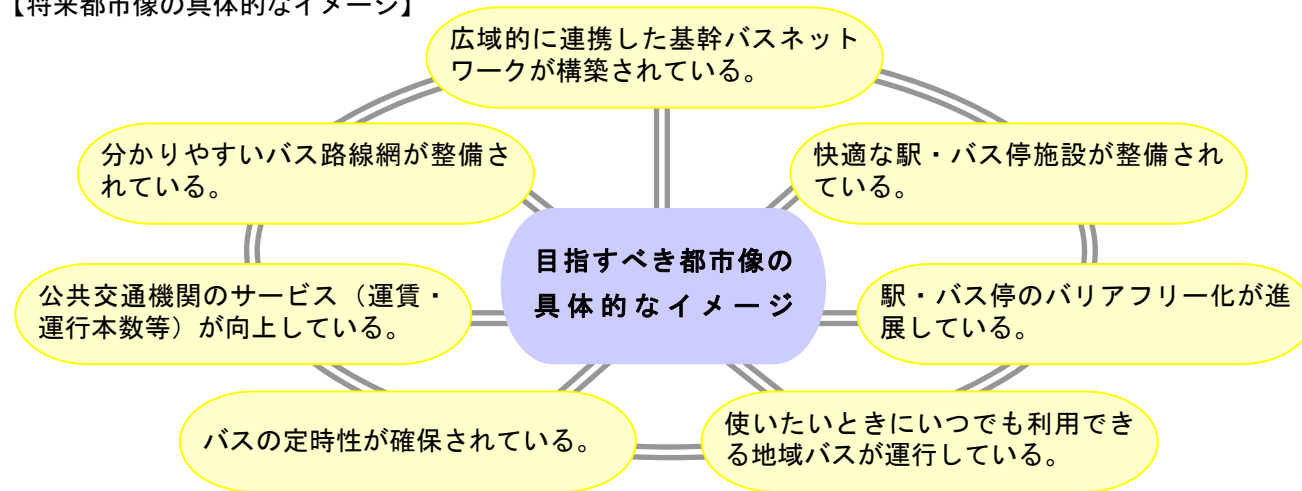 【将来都市像の具体的なイメージ】
広域的に連携した基幹バスネット
ワークが構築されている。
分かりやすいバス路線網が整備さ
れている。
快適な駅・バス停施設が整備され
ている。
目指すべき都市像の
具体的なイメージ
公共交通機関のサービス（運賃・
運行本数等）が向上している。
駅・バス停のバリアフリー化が進
展している。
バスの定時性が確保されている。
使いたいときにいつでも利用でき
る地域バスが運行している。